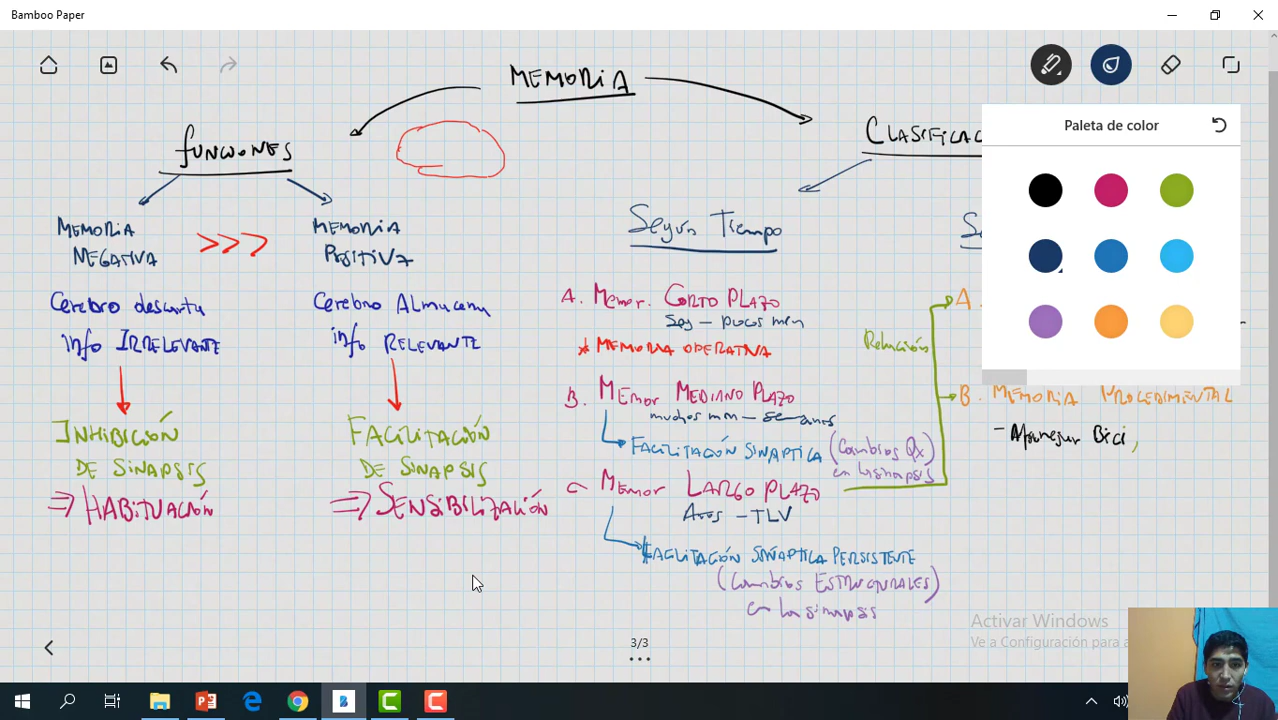 Bamboo Paper
MEMORIA
FUNCIONES
CLASIFICAC
MEMORIA
NEGATIVA
>>>
MEMORIA
POSITIVA
Cerebro descarta
info IRRELEVANTE
Cerebro Almacena
info RELEVANTE
INHIBICIÓN
DE SINAPSIS
⇒ HABITUACIÓN
FACILITACIÓN
DE SINAPSIS
⇒ SENSIBILIZACIÓN
Según Tiempo
A. Memor. CORTO PLAZO
Seg – pocos min
* MEMORIA OPERATIVA
B. MEmor MEDIANO PLAZO
muchos min – semanas
FACILITACIÓN SINÁPTICA
(Cambios Qx)
en la sinapsis
C MEmor LARGO PLAZO
Años – TLV
FACILITACIÓN SINÁPTICA PERSISTENTE
(Cambios ESTRUCTURALES)
en la sinapsis
Relación
A.
B. MEMORIA PROCEDIMENTAL
- Manejar Bici,
Paleta de color
3/3
Activar Windows
Ve a Configuración para a